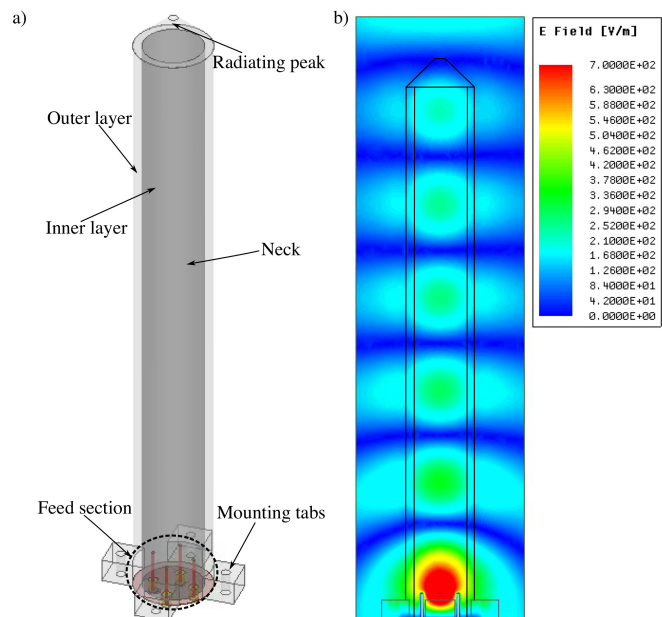 a)
Radiating peak
Outer layer
Inner layer
Neck
Feed section
Mounting tabs
b)
E Field [V/m]
7.0000E+02
6.3000E+02
5.8800E+02
5.4600E+02
5.0400E+02
4.6200E+02
4.2000E+02
3.7800E+02
3.3600E+02
2.9400E+02
2.5200E+02
2.1000E+02
1.6800E+02
1.2600E+02
8.4000E+01
4.2000E+01
0.0000E+00